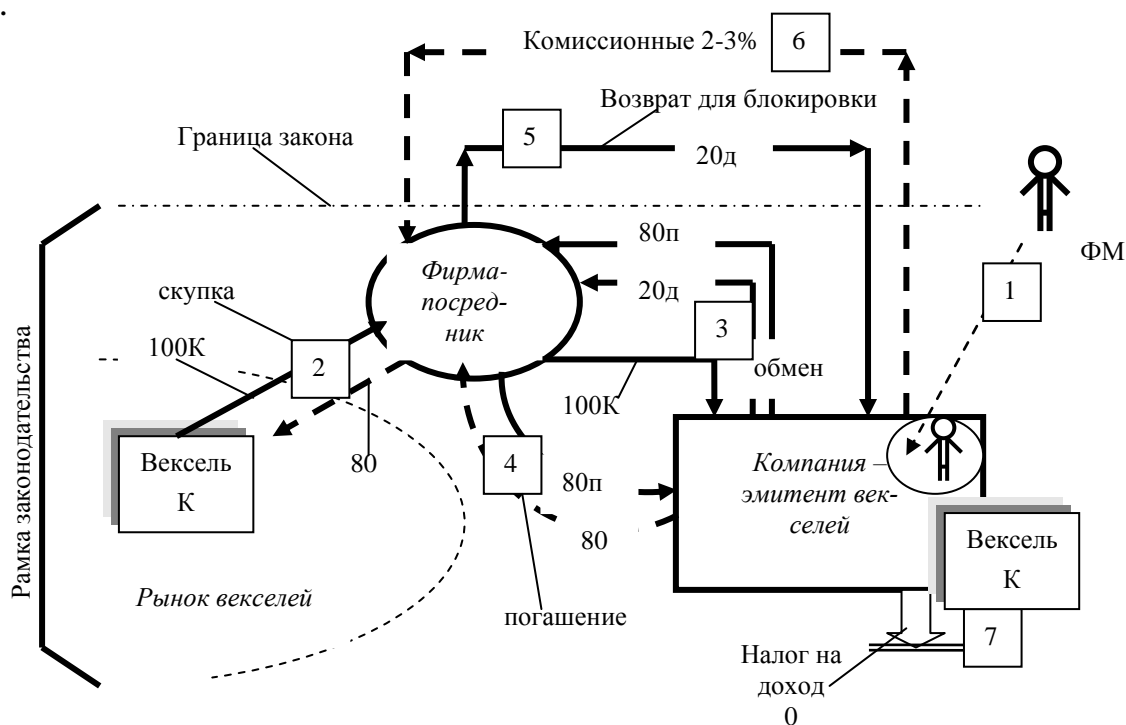 .
Комиссионные 2-3%
6
Возврат для блокировки
5
20д
Граница закона
80п
ФМ
Фирма-
посред-
ник
20д
1
скупка
3
100К
2
обмен
100К
Вексель
К
80
4
80п
Компания –
эмитент век-
селей
80
Вексель
К
Рынок векселей
погашение
7
Налог на
доход
0
Рамка законодательства